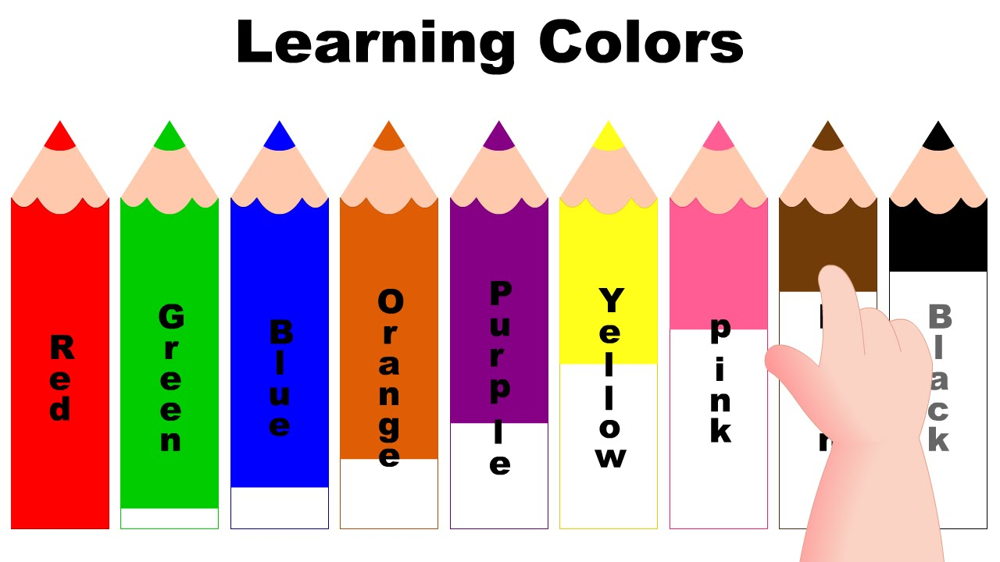 Learning Colors
Red
Green
Blue
Orange
Purple
Yellow
pink
Black